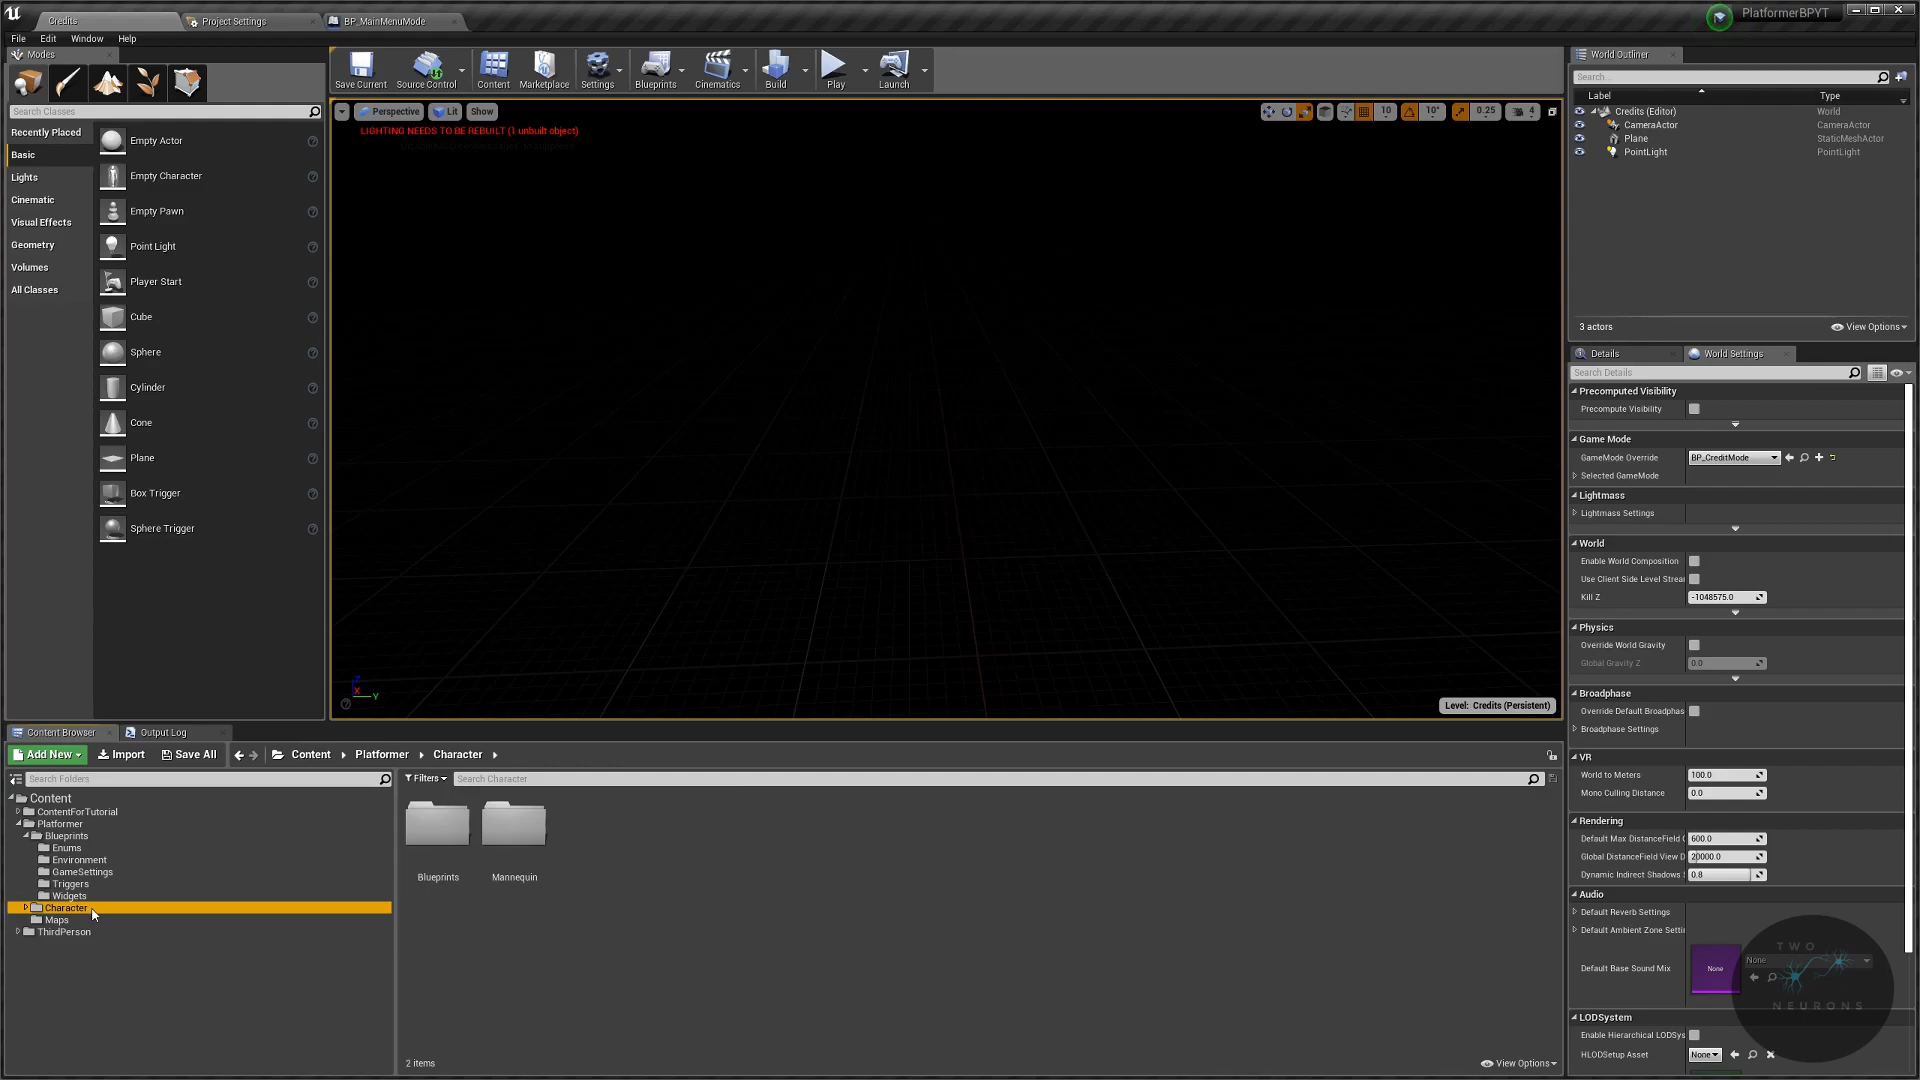 Credits
Project Settings
BP_MainMenuMode
PlatformerBPYT
File Edit Window Help
Modes
Search Classes
Recently Placed
Basic
Lights
Cinematic
Visual Effects
Geometry
Volumes
All Classes
Empty Actor
Empty Character
Empty Pawn
Point Light
Player Start
Cube
Sphere
Cylinder
Cone
Plane
Box Trigger
Sphere Trigger
Save Current
Source Control
Content
Marketplace
Settings
Blueprints
Cinematics
Build
Play
Launch
Perspective Lit Show
10 10° 0.25 4
LIGHTING NEEDS TO BE REBUILT (1 unbuilt object)
Z
X
Y
Level: Credits (Persistent)
World Outliner
Search...
Label Type
Credits (Editor) World
CameraActor CameraActor
Plane StaticMeshActor
PointLight PointLight
3 actors View Options
Details World Settings
Search Details
Precomputed Visibility
Precompute Visibility
Game Mode
GameMode Override BP_CreditMode
Selected GameMode
Lightmass
Lightmass Settings
World
Enable World Composition
Use Client Side Level Strear
Kill Z -1048575.0
Physics
Override World Gravity
Global Gravity Z 0.0
Broadphase
Override Default Broadphas
Broadphase Settings
VR
World to Meters 100.0
Mono Culling Distance 0.0
Rendering
Default Max DistanceField 600.0
Global DistanceField View D 20000.0
Dynamic Indirect Shadows 0.8
Audio
Default Reverb Settings
Default Ambient Zone Setti
Default Base Sound Mix None None
TWO
NEURONS
LODSystem
Enable Hierarchical LODSys
HLODSetup Asset None
Content Browser Output Log
Add New Import Save All Content Platformer Character
Search Folders
Filters Search Character
Content
ContentForTutorial
Platformer
Blueprints
Enums
Environment
GameSettings
Triggers
Widgets
Character
Maps
ThirdPerson
Blueprints Mannequin
2 items View Options